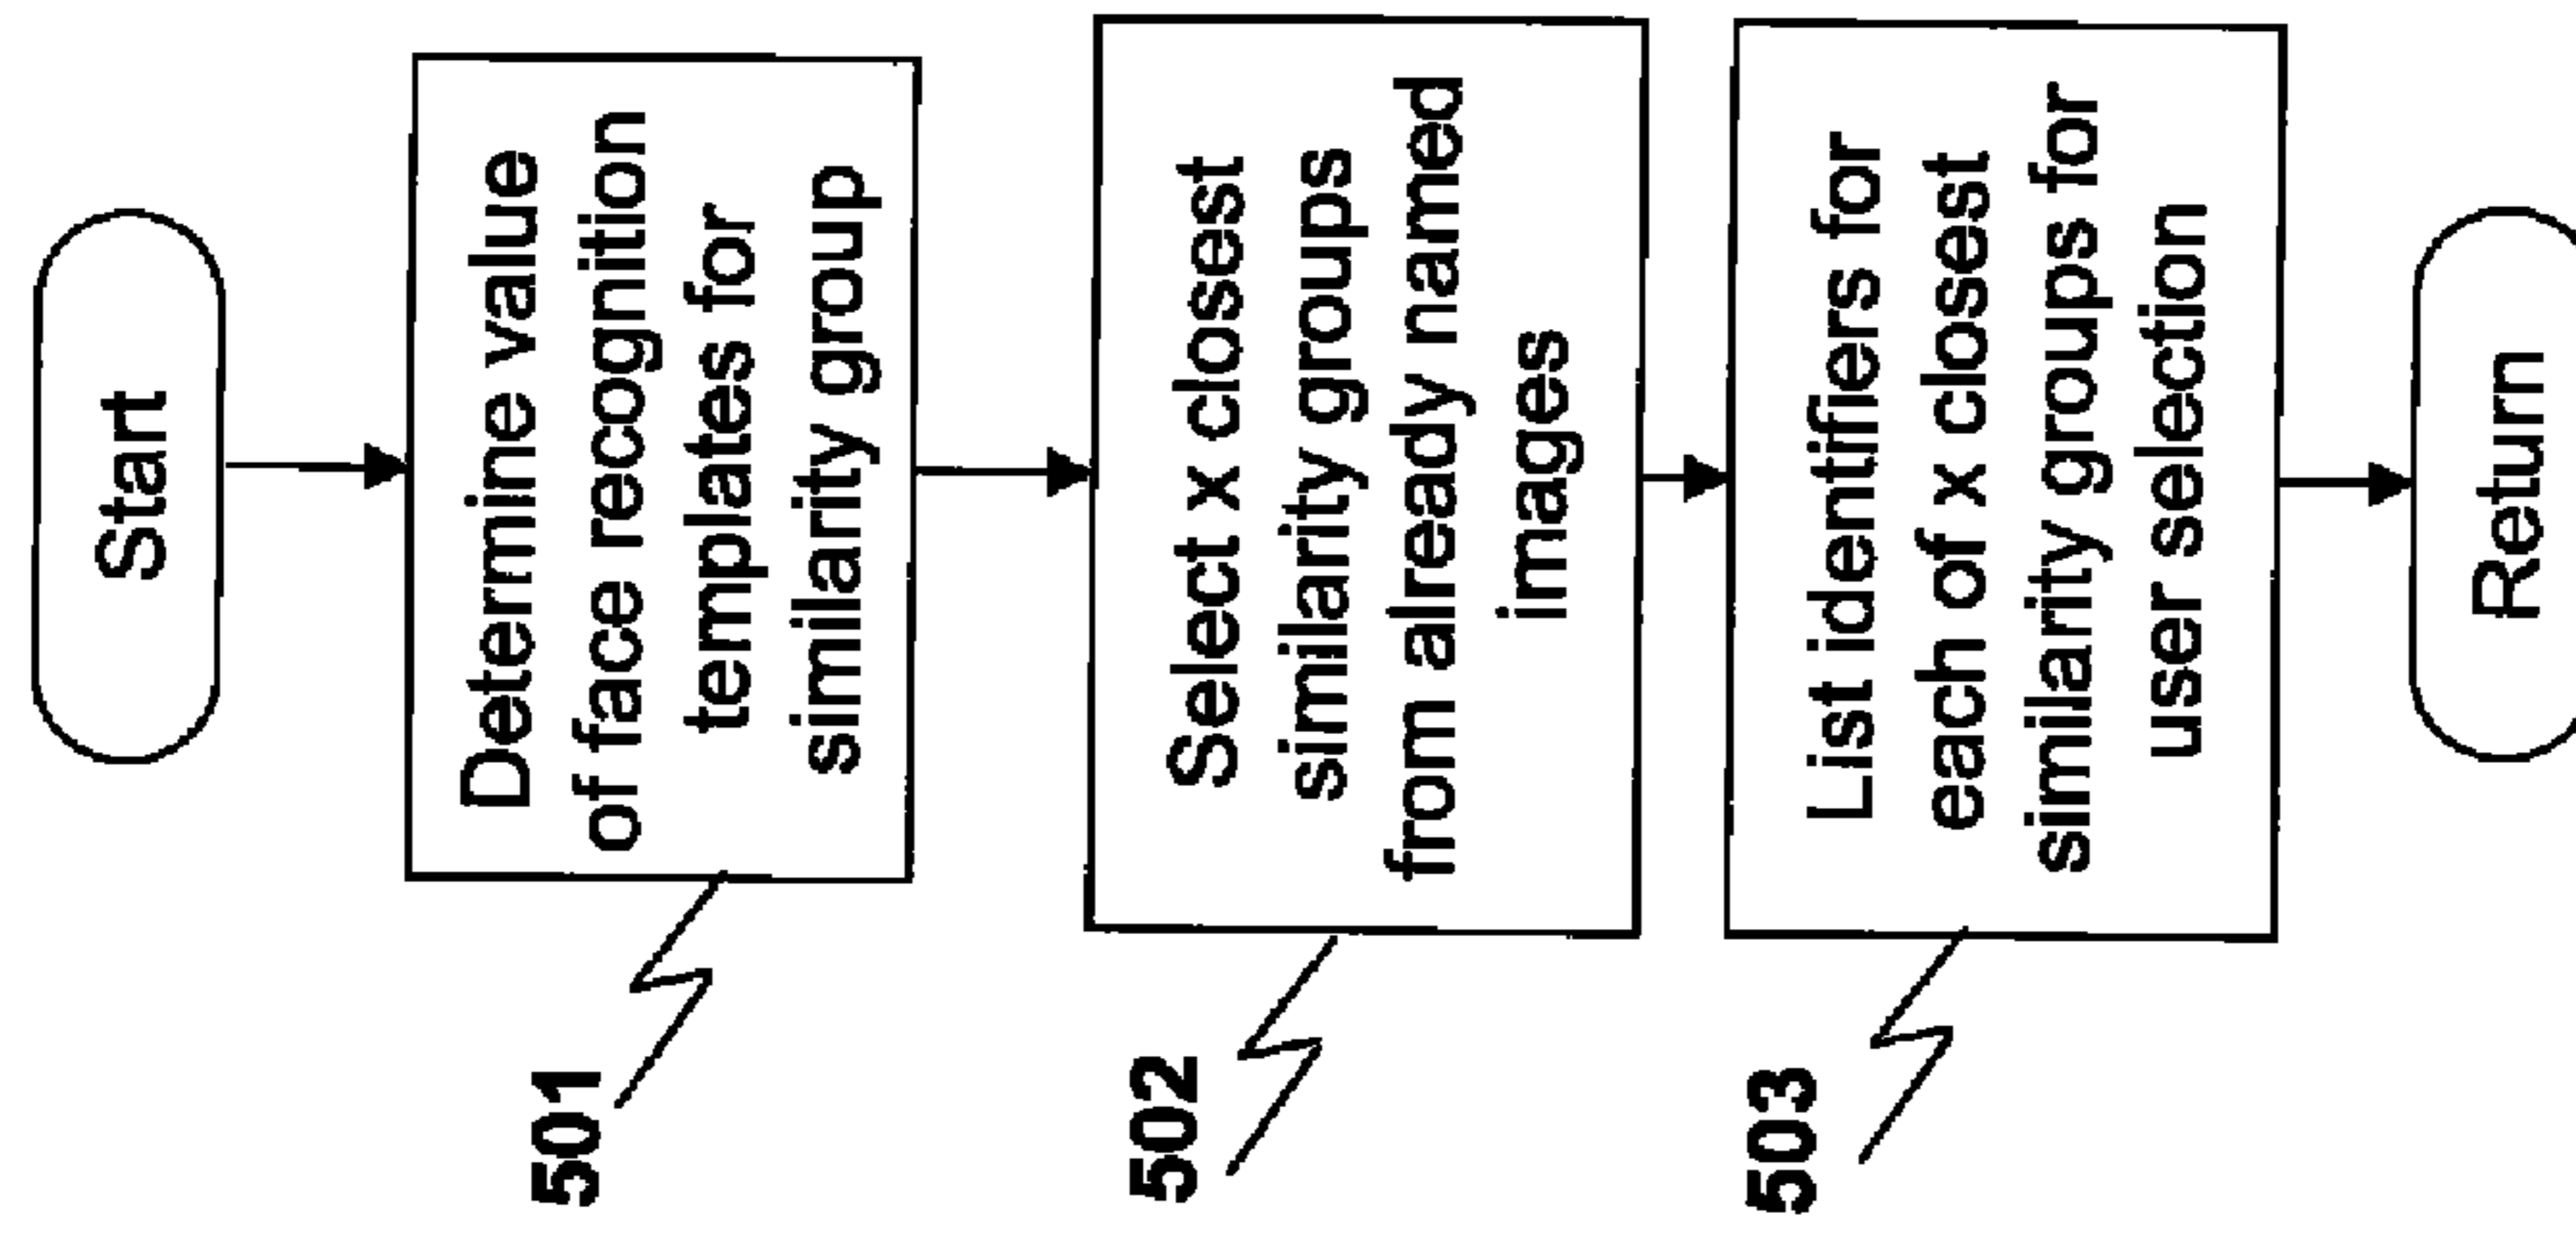 Start
Determine value
of face recognition
templates for
similarity group
501
Select x closest
similarity groups
from already named
images
502
List identifiers for
each of x closest
similarity groups for
user selection
503
Return